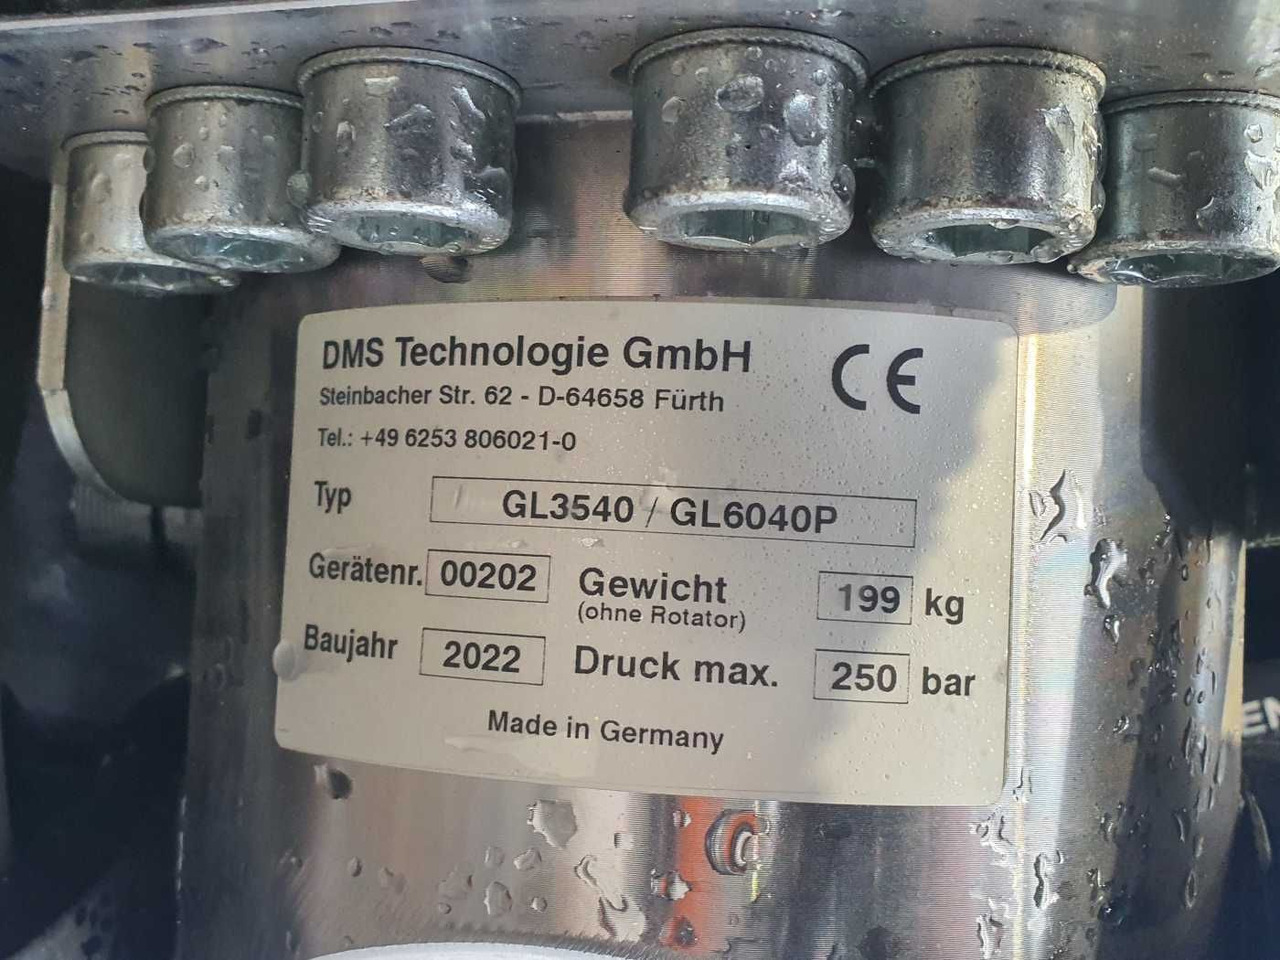 DMS Technologie GmbH CE
Steinbacher Str. 62 - D-64658 Fürth
Tel.: +49 6253 806021-0
Typ GL3540 / GL6040P
Gerätenr. 00202 Gewicht 199 kg
(ohne Rotator)
Baujahr 2022 Druck max. 250 bar
Made in Germany